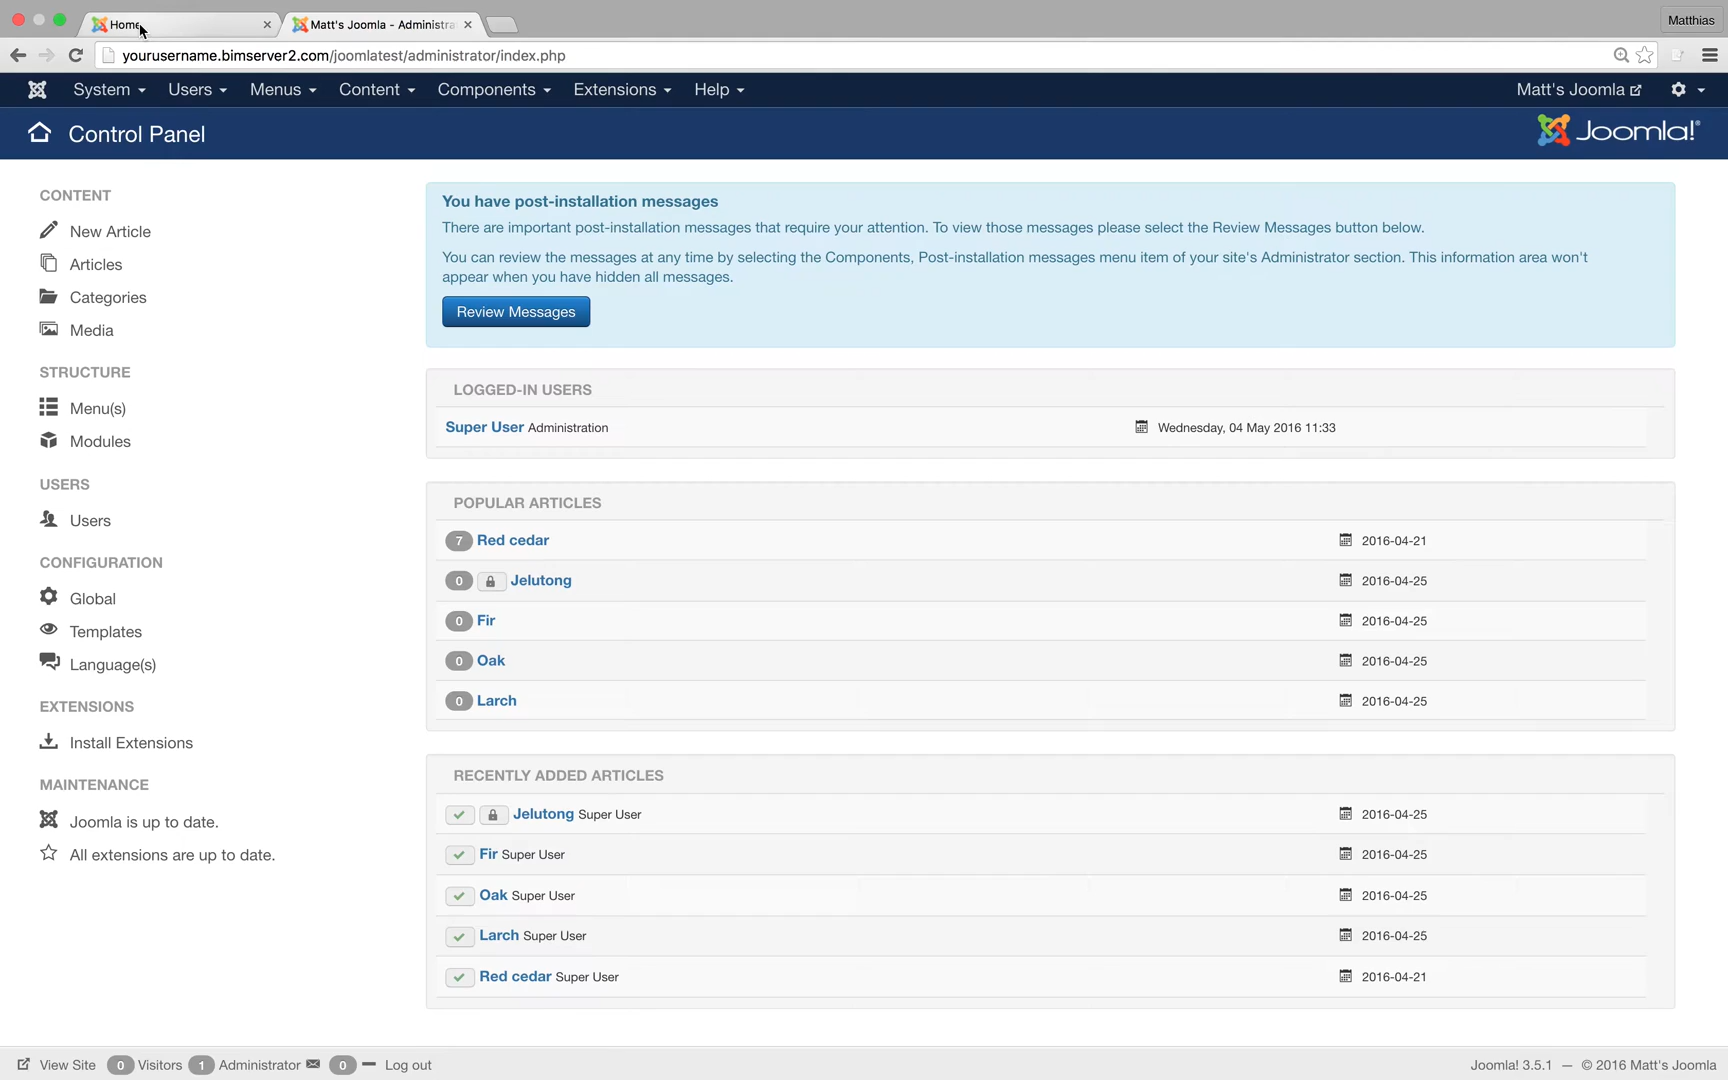 Home
Matt's Joomla - Administra
Matthias
yourusername.bimserver2.com/joomlatest/administrator/index.php
System Users Menus Content Components Extensions Help Matt's Joomla
Control Panel
Joomla!®
CONTENT
New Article
Articles
Categories
Media
STRUCTURE
Menu(s)
Modules
USERS
Users
CONFIGURATION
Global
Templates
Language(s)
EXTENSIONS
Install Extensions
MAINTENANCE
Joomla is up to date.
All extensions are up to date.
You have post-installation messages
There are important post-installation messages that require your attention. To view those messages please select the Review Messages button below.
You can review the messages at any time by selecting the Components, Post-installation messages menu item of your site's Administrator section. This information area won't
appear when you have hidden all messages.
Review Messages
LOGGED-IN USERS
Super User Administration Wednesday, 04 May 2016 11:33
POPULAR ARTICLES
7 Red cedar 2016-04-21
0 Jelutong 2016-04-25
0 Fir 2016-04-25
0 Oak 2016-04-25
0 Larch 2016-04-25
RECENTLY ADDED ARTICLES
Jelutong Super User 2016-04-25
Fir Super User 2016-04-25
Oak Super User 2016-04-25
Larch Super User 2016-04-25
Red cedar Super User 2016-04-21
View Site 0 Visitors 1 Administrator 0 Log out
Joomla! 3.5.1 — © 2016 Matt's Joomla